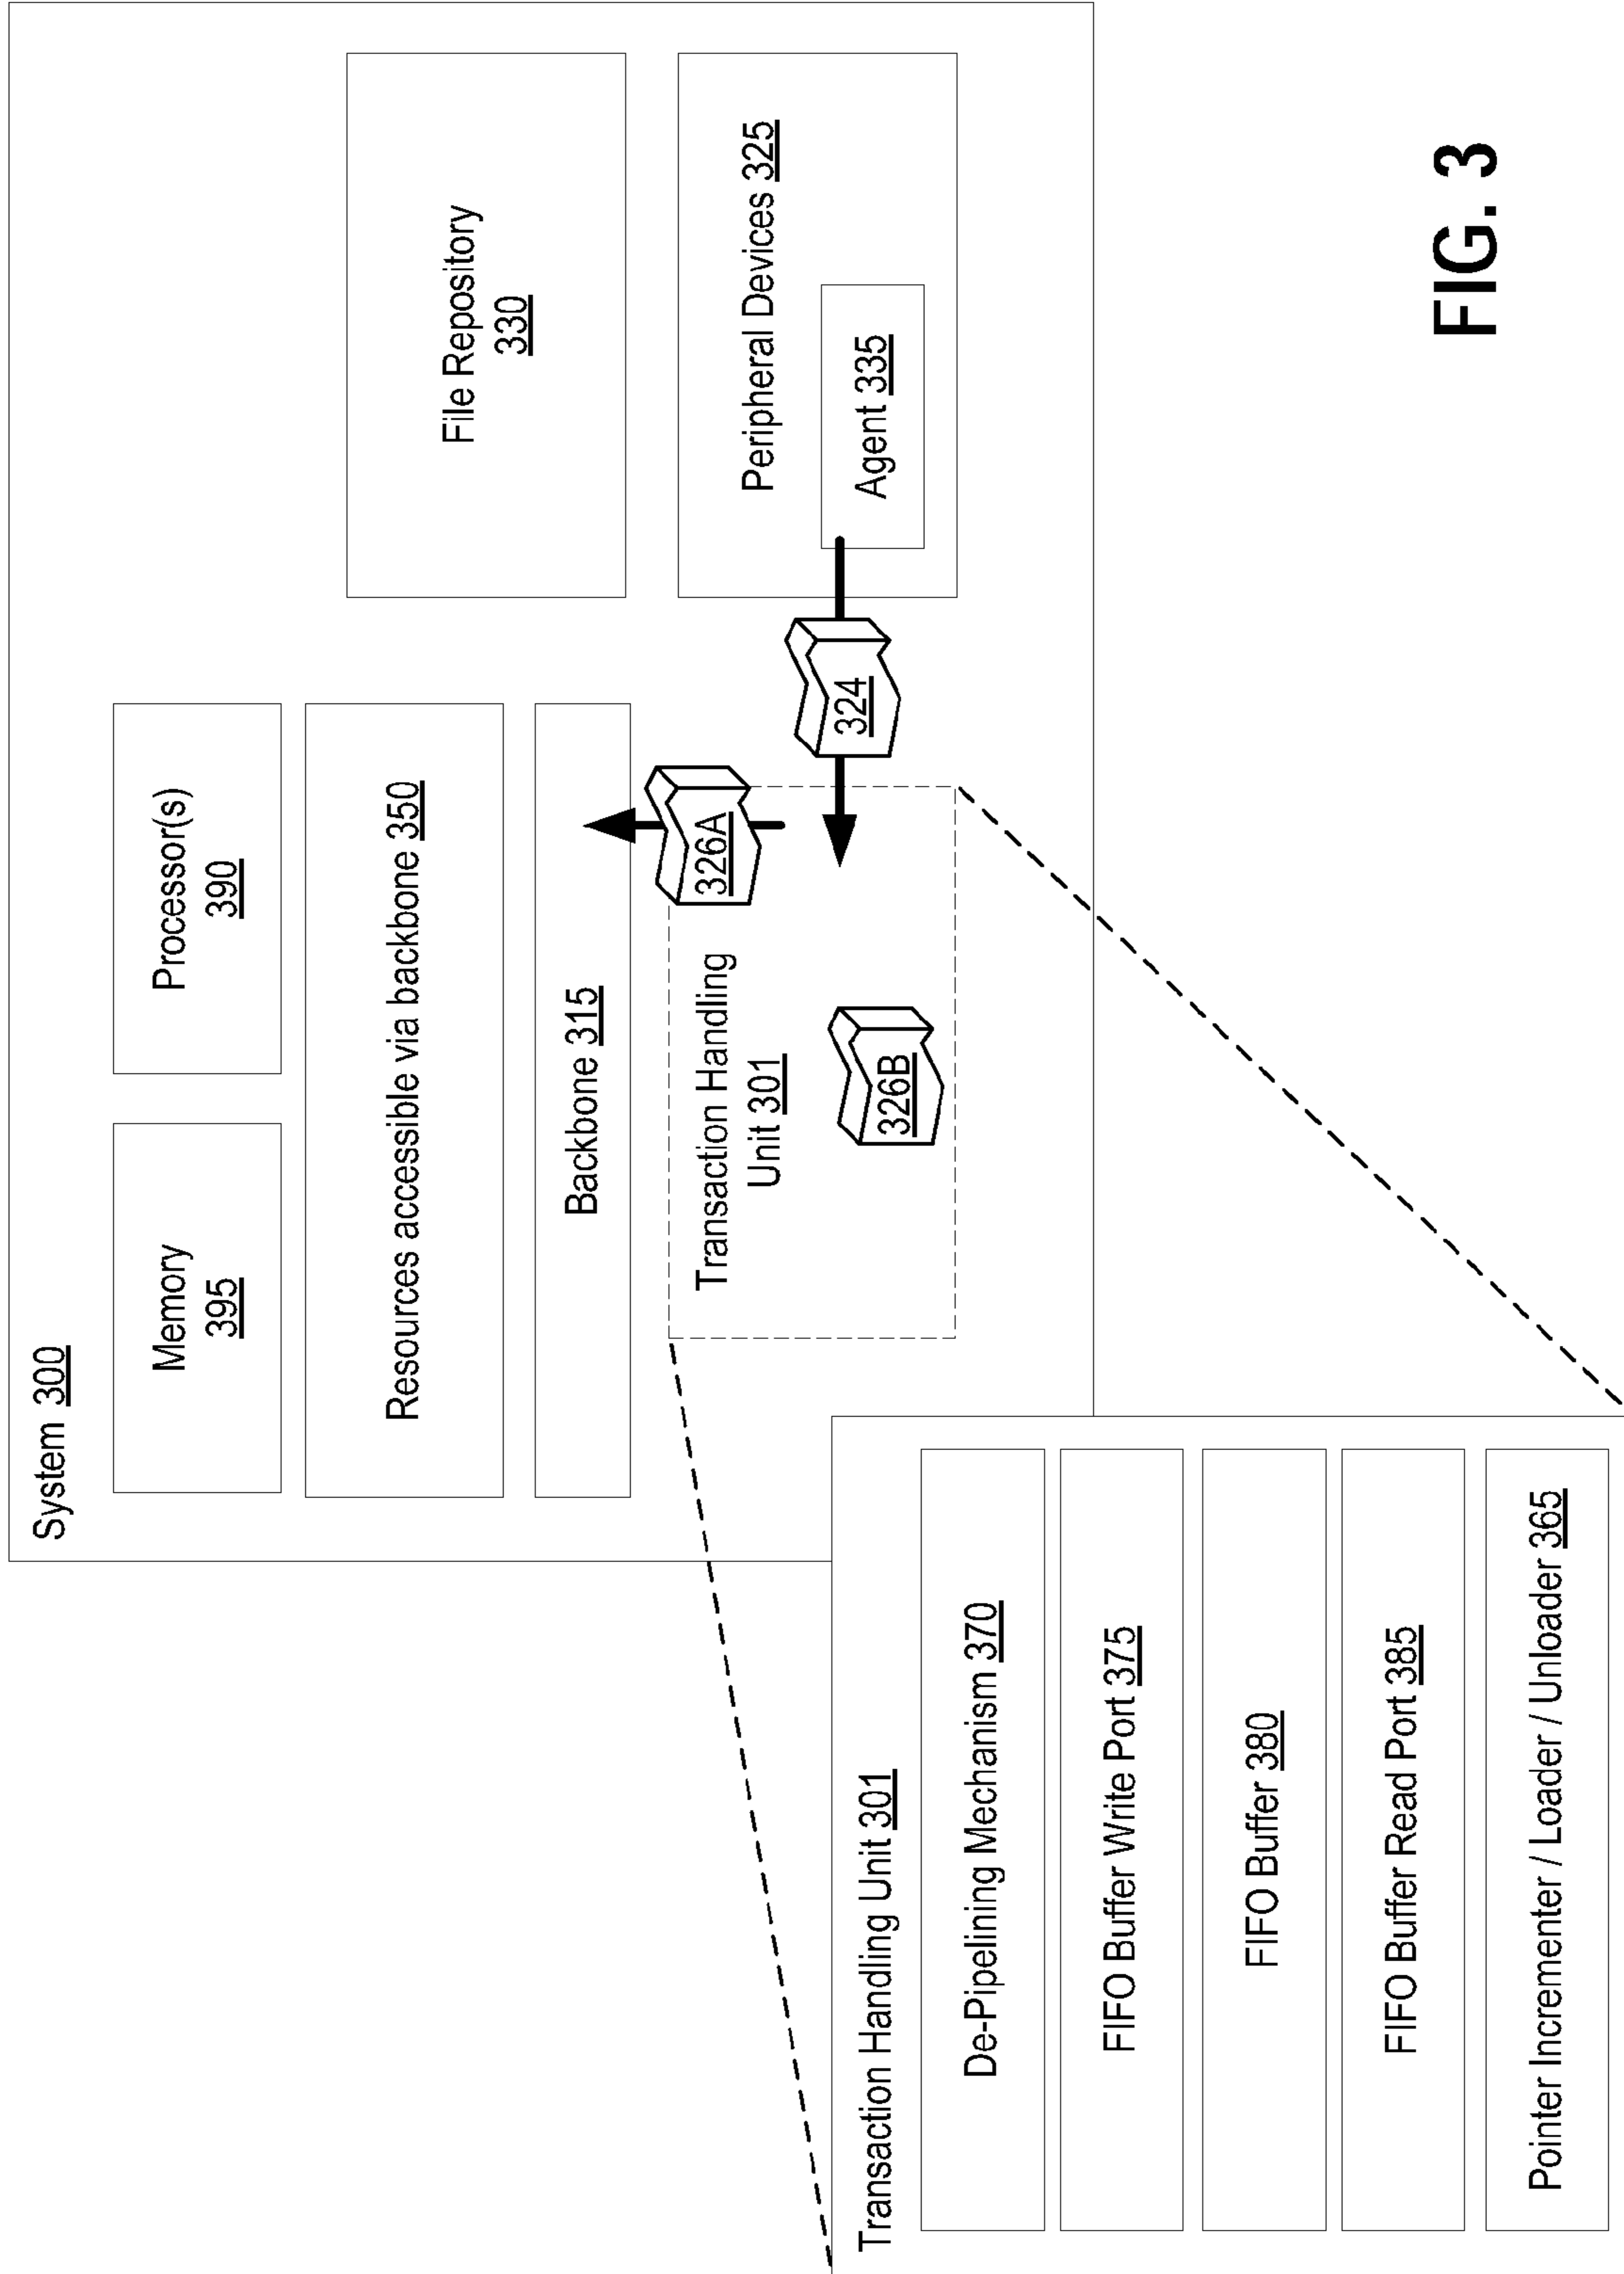 System 300
Memory
395
Processor(s)
390
Resources accessible via backbone 350
Backbone 315
File Repository
330
Transaction Handling
Unit 301
326A
326B
324
Peripheral Devices 325
Agent 335
Transaction Handling Unit 301
De-Pipelining Mechanism 370
FIFO Buffer Write Port 375
FIFO Buffer 380
FIFO Buffer Read Port 385
Pointer Incrementer / Loader / Unloader 365
FIG. 3